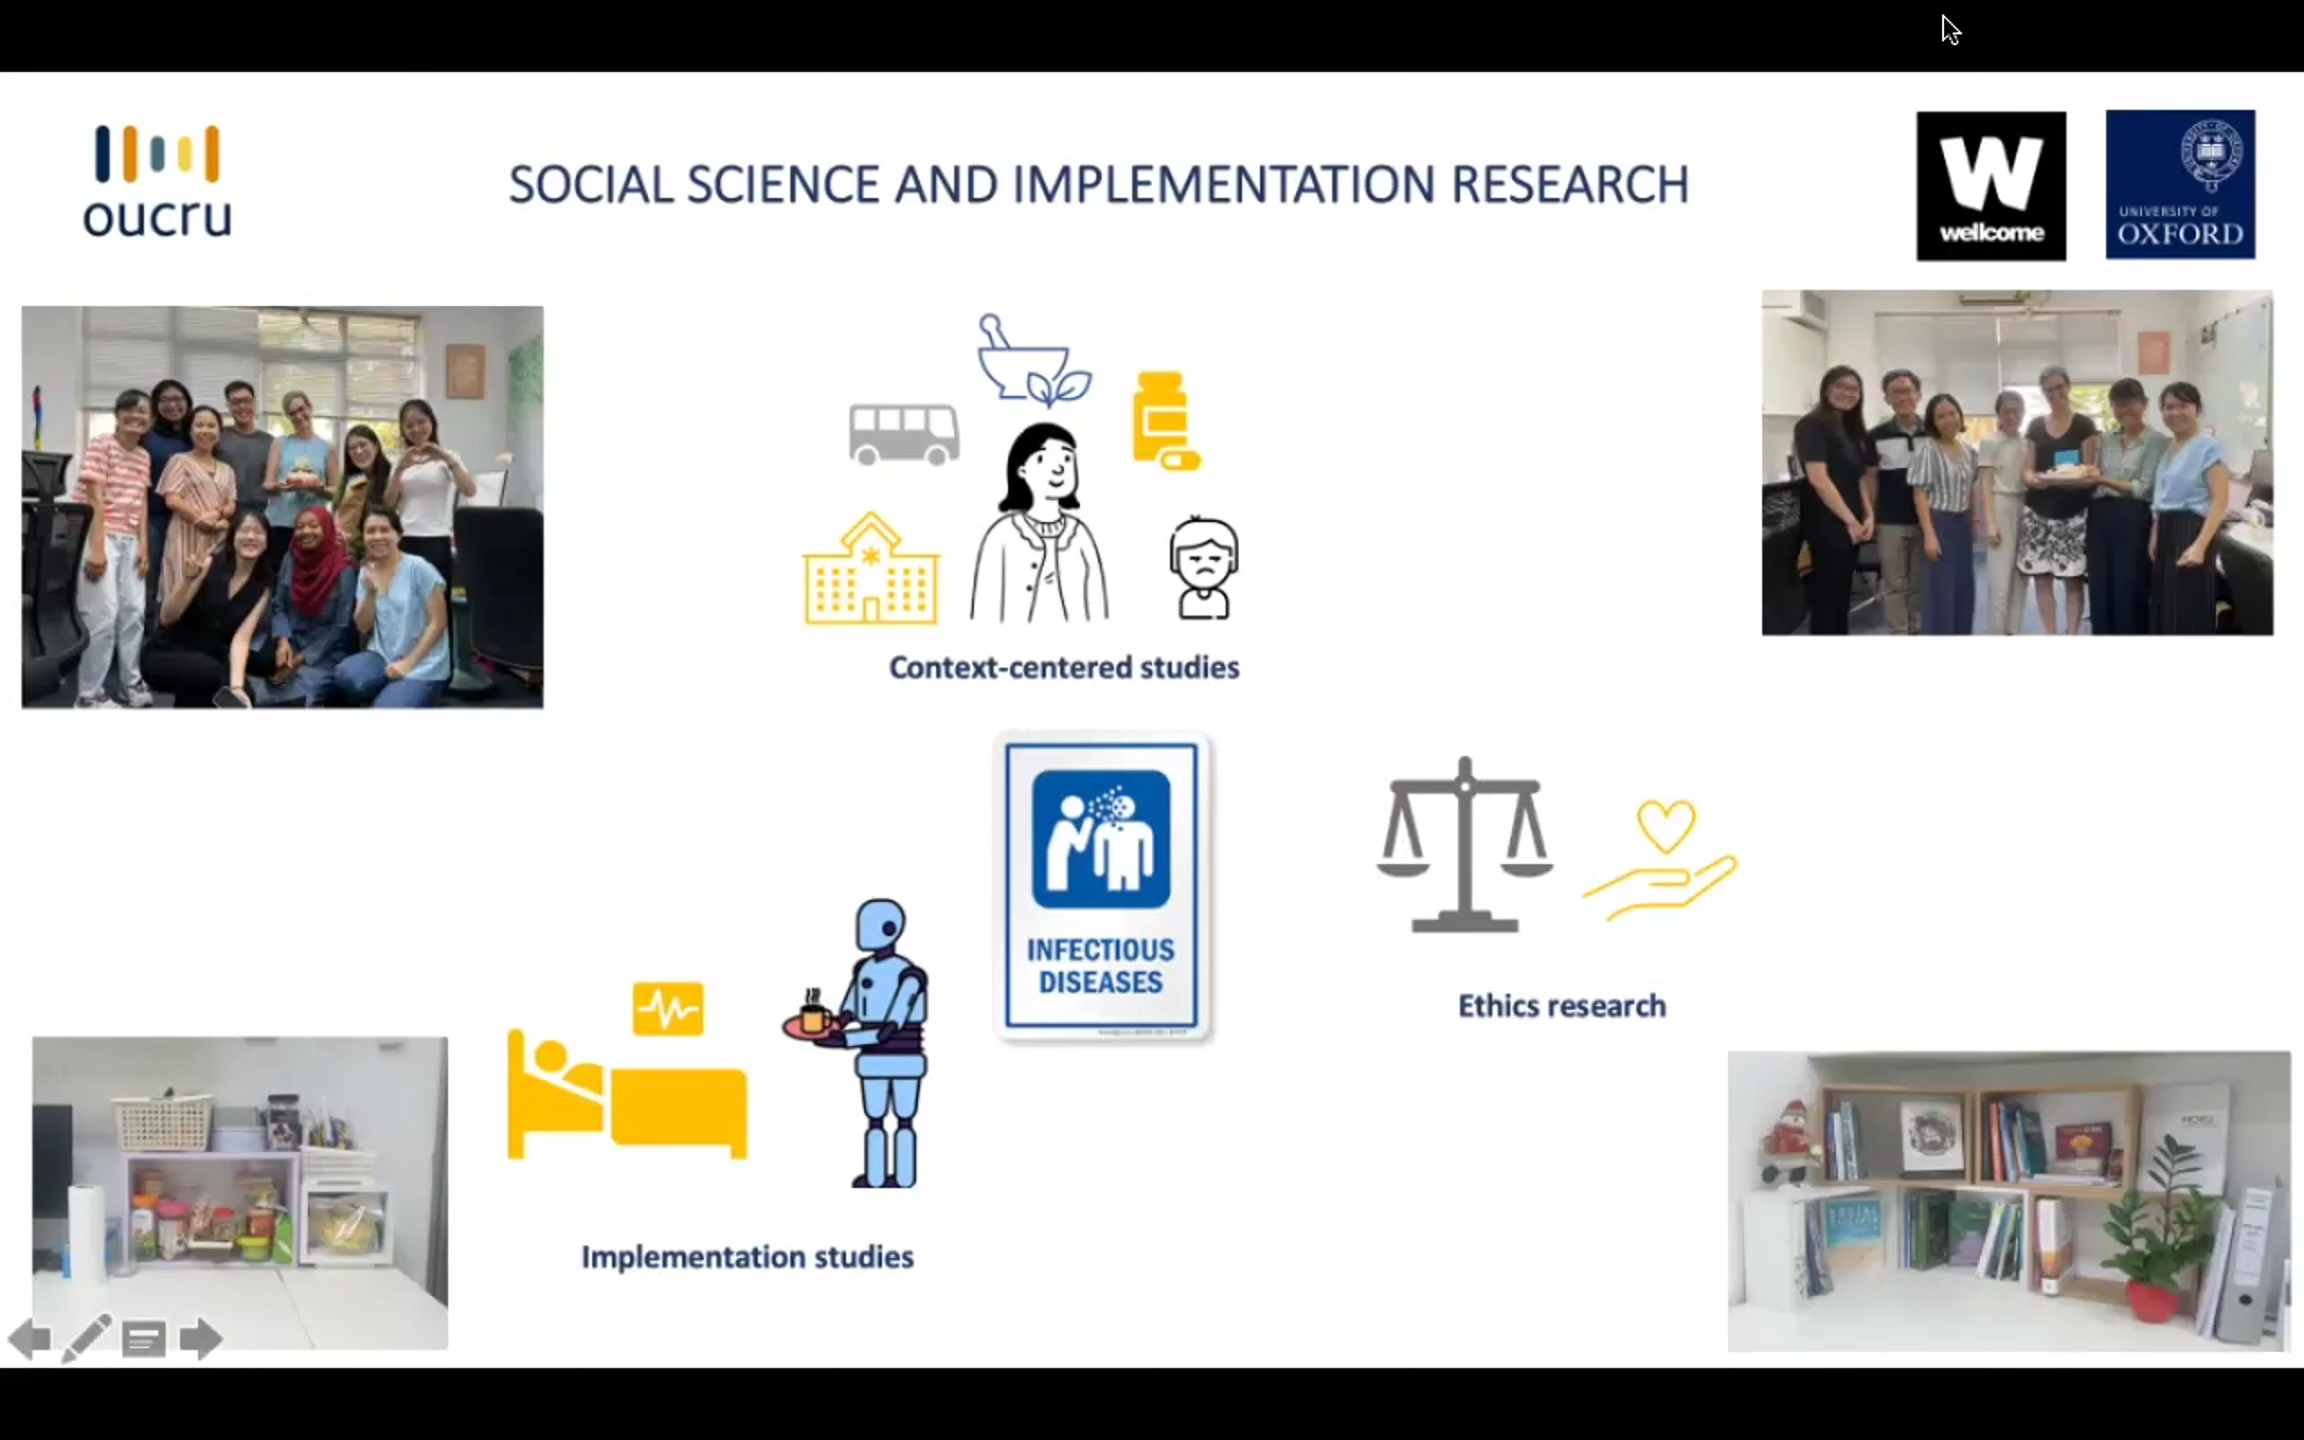 oucru
SOCIAL SCIENCE AND IMPLEMENTATION RESEARCH
W
wellcome
UNIVERSITY OF
OXFORD
Context-centered studies
INFECTIOUS
DISEASES
Ethics research
Implementation studies